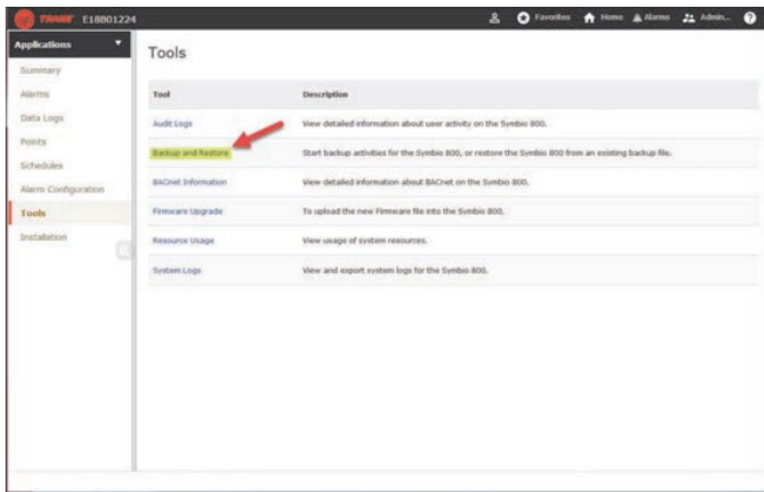 TRANE E18801224
Favorites Home Alarms Admin...
Applications
Summary
Alarms
Data Logs
Points
Schedules
Alarm Configuration
Tools
Installation
Tools
Tool Description
Audit Logs View detailed information about user activity on the Symbio 800.
Backup and Restore Start backup activities for the Symbio 800, or restore the Symbio 800 from an existing backup file.
BACnet Information View detailed information about BACnet on the Symbio 800.
Firmware Upgrade To upload the new Firmware file into the Symbio 800.
Resource Usage View usage of system resources.
System Logs View and export system logs for the Symbio 800.